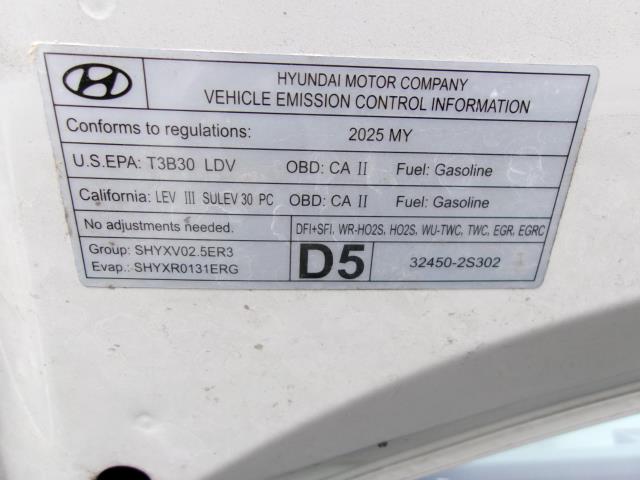 HYUNDAI MOTOR COMPANY
VEHICLE EMISSION CONTROL INFORMATION
Conforms to regulations: 2025 MY
U.S.EPA: T3B30 LDV OBD: CA II Fuel: Gasoline
California: LEV III SULEV30 PC OBD: CA II Fuel: Gasoline
No adjustments needed. DFI+SFI, WR-HO2S, HO2S, WU-TWC, TWC, EGR, EGRC
Group: SHYXV02.5ER3
Evap.: SHYXR0131ERG
D5
32450-2S302